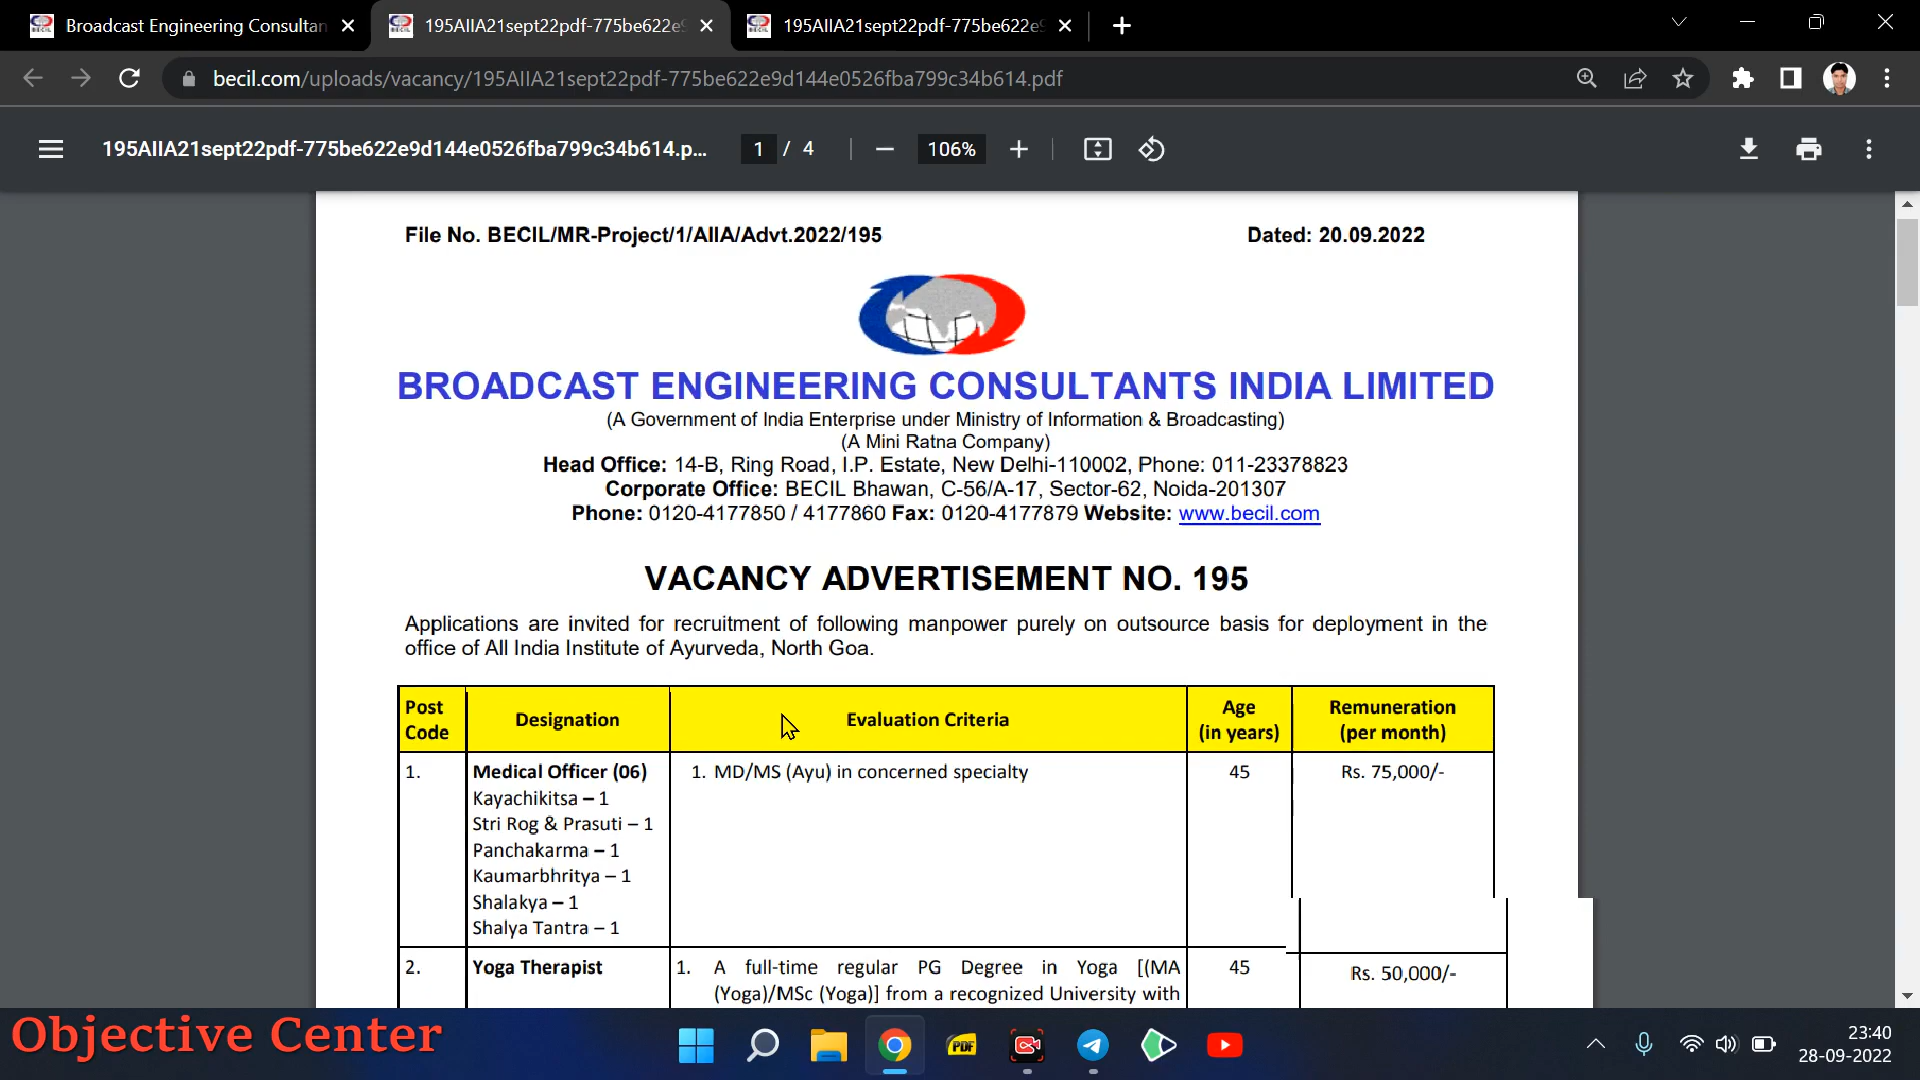 Broadcast Engineering Consultan
195AIIA21sept22pdf-775be622e9
195AIIA21sept22pdf-775be622e
becil.com/uploads/vacancy/195AIIA21sept22pdf-775be622e9d144e0526fba799c34b614.pdf
195AIIA21sept22pdf-775be622e9d144e0526fba799c34b614.p...
1 / 4
106%
File No. BECIL/MR-Project/1/AIIA/Advt.2022/195
Dated: 20.09.2022
BROADCAST ENGINEERING CONSULTANTS INDIA LIMITED
(A Government of India Enterprise under Ministry of Information & Broadcasting)
(A Mini Ratna Company)
Head Office: 14-B, Ring Road, I.P. Estate, New Delhi-110002, Phone: 011-23378823
Corporate Office: BECIL Bhawan, C-56/A-17, Sector-62, Noida-201307
Phone: 0120-4177850 / 4177860 Fax: 0120-4177879 Website: www.becil.com
VACANCY ADVERTISEMENT NO. 195
Applications are invited for recruitment of following manpower purely on outsource basis for deployment in the
office of All India Institute of Ayurveda, North Goa.
Post Code
Designation
Evaluation Criteria
Age (in years)
Remuneration (per month)
1.
Medical Officer (06)
Kayachikitsa – 1
Stri Rog & Prasuti – 1
Panchakarma – 1
Kaumarbhritya – 1
Shalakya – 1
Shalya Tantra – 1
1. MD/MS (Ayu) in concerned specialty
45
Rs. 75,000/-
2.
Yoga Therapist
1. A full-time regular PG Degree in Yoga [(MA
(Yoga)/MSc (Yoga)] from a recognized University with
45
Rs. 50,000/-
Objective Center
PDF
23:40
28-09-2022